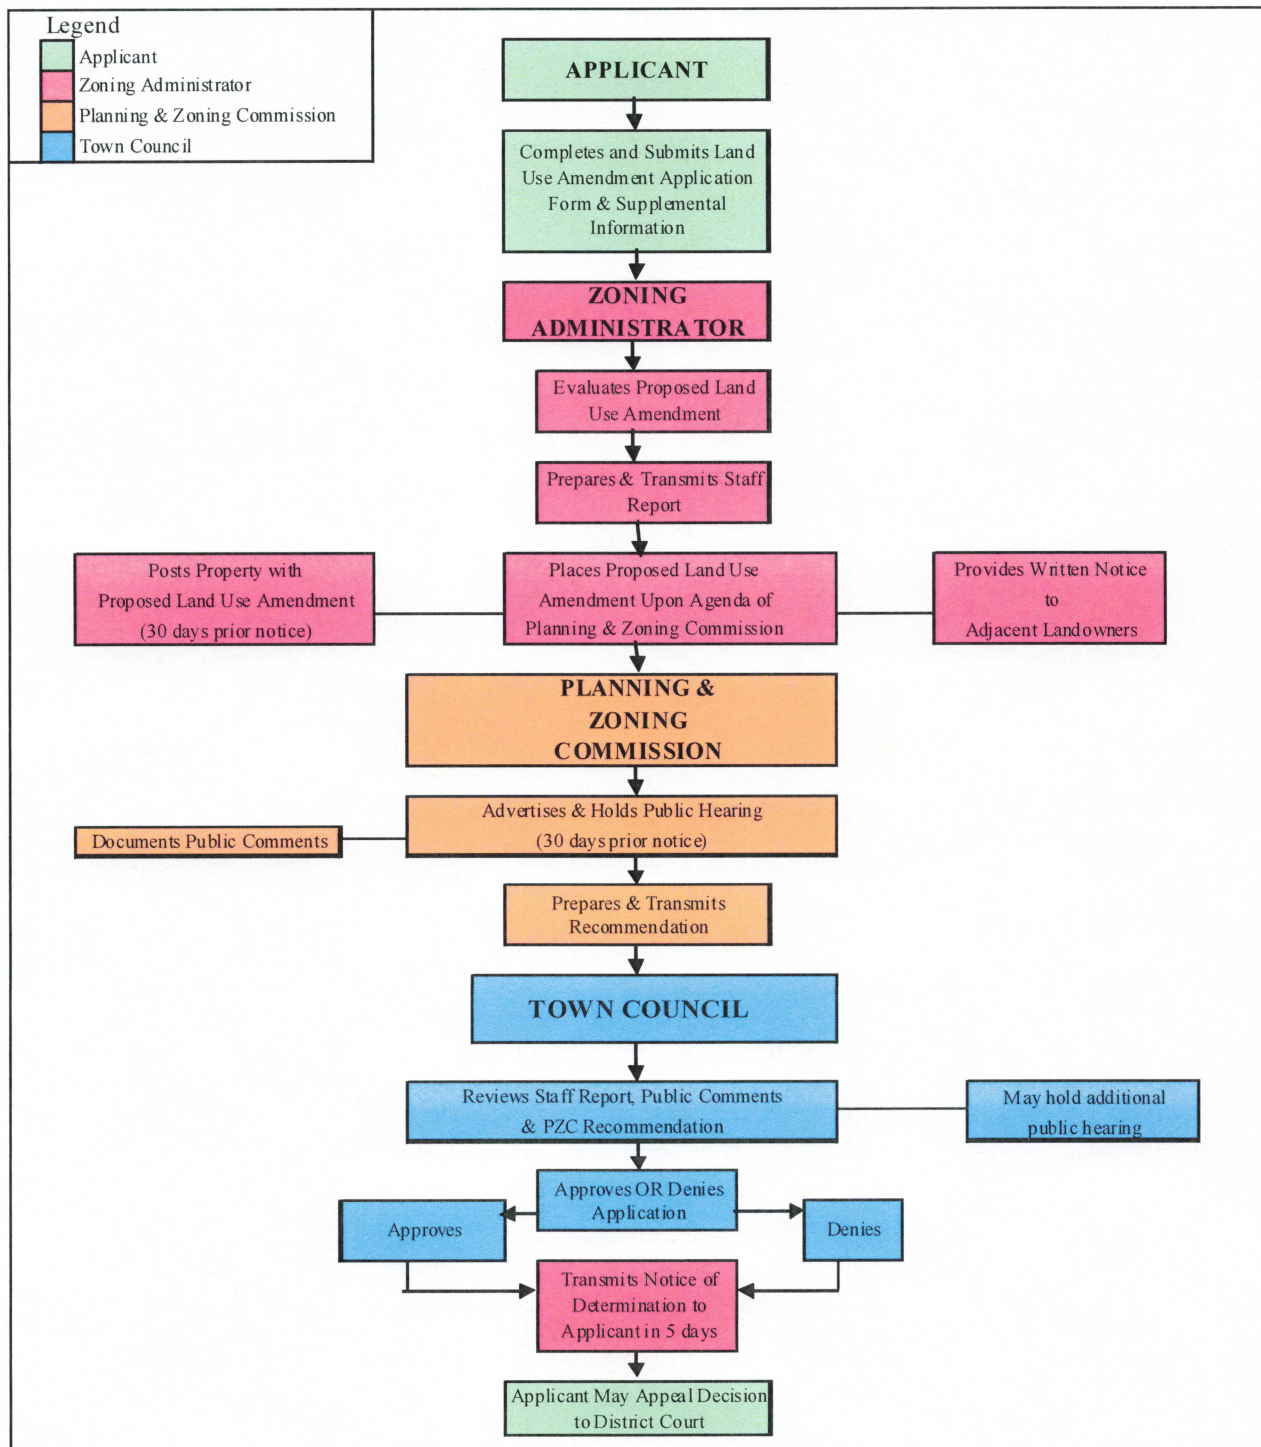 Legend
Applicant
Zoning Administrator
Planning & Zoning Commission
Town Council
APPLICANT
Completes and Submits Land
Use Amendment Application
Form & Supplemental
Information
ZONING
ADMINISTRATOR
Evaluates Proposed Land
Use Amendment
Prepares & Transmits Staff
Report
Posts Property with
Proposed Land Use Amendment
(30 days prior notice)
Places Proposed Land Use
Amendment Upon Agenda of
Planning & Zoning Commission
Provides Written Notice
to
Adjacent Landowners
PLANNING &
ZONING
COMMISSION
Documents Public Comments
Advertises & Holds Public Hearing
(30 days prior notice)
Prepares & Transmits
Recommendation
TOWN COUNCIL
Reviews Staff Report, Public Comments
& PZC Recommendation
May hold additional
public hearing
Approves OR Denies
Application
Approves
Denies
Transmits Notice of
Determination to
Applicant in 5 days
Applicant May Appeal Decision
to District Court